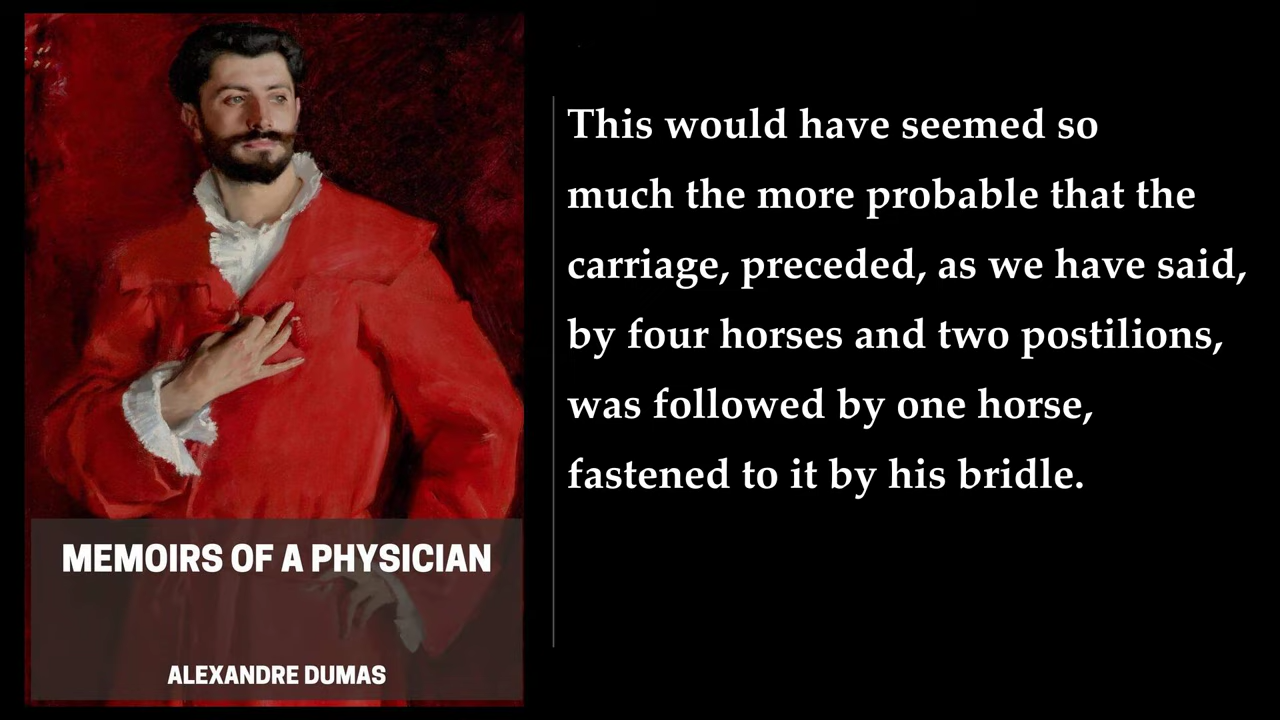 MEMOIRS OF A PHYSICIAN
ALEXANDRE DUMAS
This would have seemed so
much the more probable that the
carriage, preceded, as we have said,
by four horses and two postilions,
was followed by one horse,
fastened to it by his bridle.